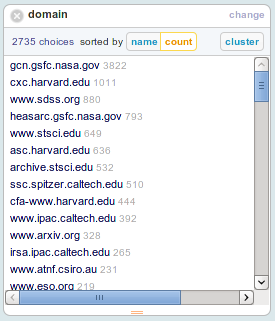 domain change
2735 choices sorted by name count cluster
gcn.gsfc.nasa.gov 3822
cxc.harvard.edu 1011
www.sdss.org 880
heasarc.gsfc.nasa.gov 793
www.stsci.edu 649
asc.harvard.edu 636
archive.stsci.edu 532
ssc.spitzer.caltech.edu 510
cfa-www.harvard.edu 444
www.ipac.caltech.edu 392
www.arxiv.org 328
irsa.ipac.caltech.edu 265
www.atnf.csiro.au 231
www.eso.org 219